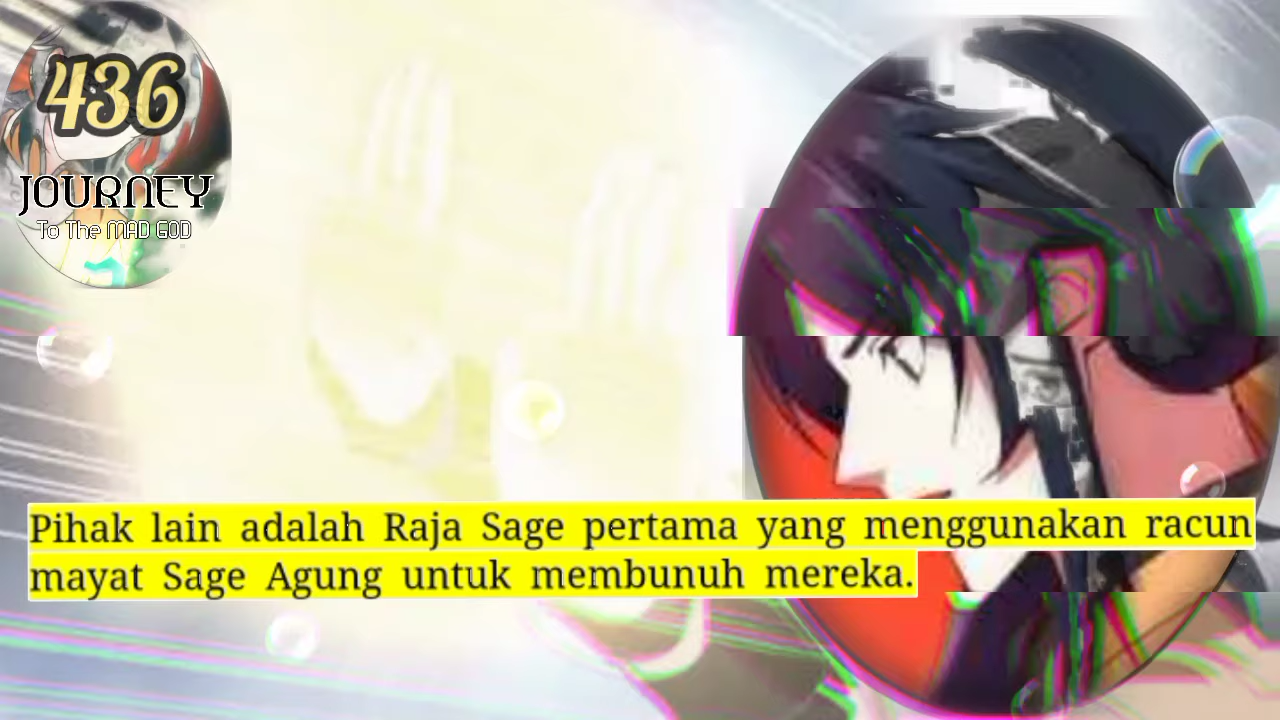 436
JOURNEY
To The MAD GOD
Pihak lain adalah Raja Sage pertama yang menggunakan racun
mayat Sage Agung untuk membunuh mereka.